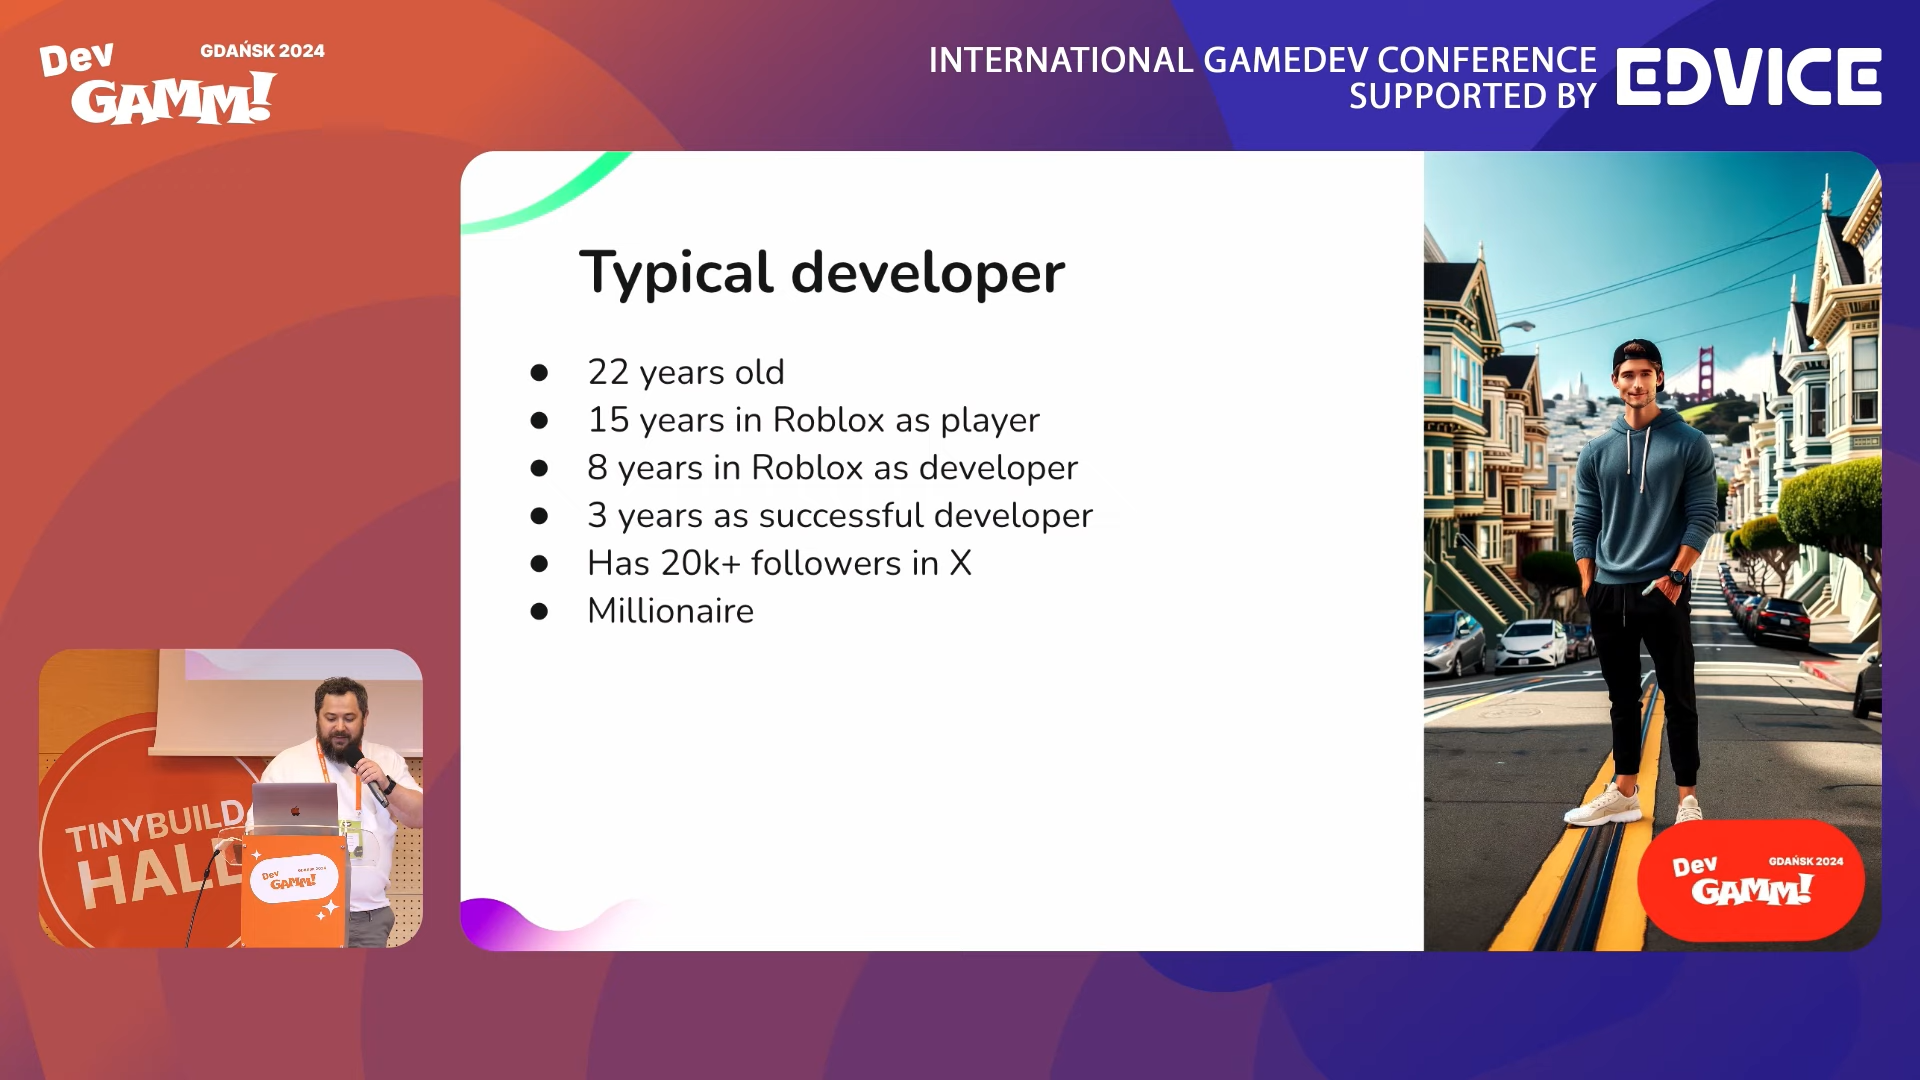 Dev
GAMM!
GDAŃSK 2024
INTERNATIONAL GAMEDEV CONFERENCE
SUPPORTED BY
EDVICE
Typical developer
● 22 years old
● 15 years in Roblox as player
● 8 years in Roblox as developer
● 3 years as successful developer
● Has 20k+ followers in X
● Millionaire
TINYBUILD
HALL
Dev
GAMM!
GDAŃSK 2024
Dev
GAMM!
GDAŃSK 2024